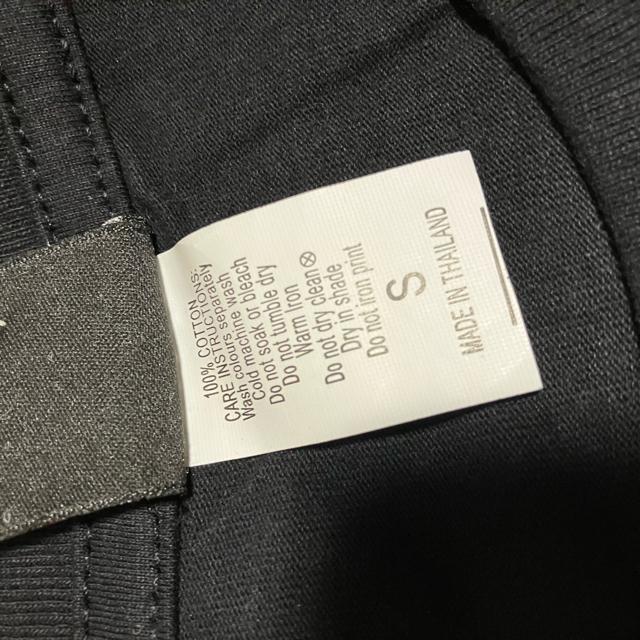 100% COTTON
CARE INSTRUCTIONS:
Wash colours separately
Cold machine wash
Do not soak or bleach
Do not tumble dry
Warm Iron
Do not dry clean
Dry in shade
Do not iron print
S
MADE IN THAILAND